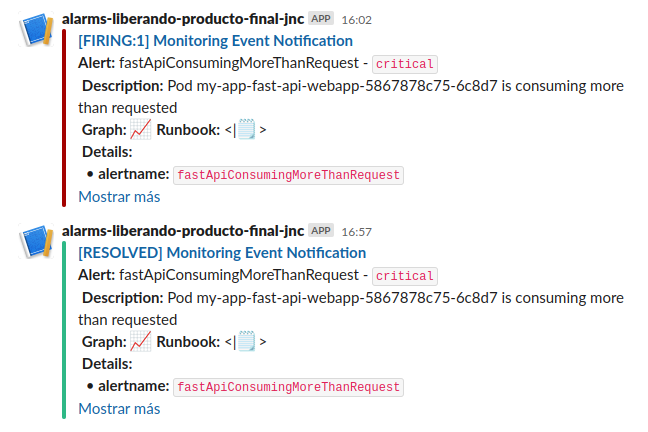 alarms-liberando-producto-final-jnc APP 16:02
[FIRING:1] Monitoring Event Notification
Alert: fastApiConsumingMoreThanRequest - critical
Description: Pod my-app-fast-api-webapp-5867878c75-6c8d7 is consuming more
than requested
Graph: 📈 Runbook: <|🗒️>
Details:
• alertname: fastApiConsumingMoreThanRequest
Mostrar más
alarms-liberando-producto-final-jnc APP 16:57
[RESOLVED] Monitoring Event Notification
Alert: fastApiConsumingMoreThanRequest - critical
Description: Pod my-app-fast-api-webapp-5867878c75-6c8d7 is consuming more
than requested
Graph: 📈 Runbook: <|🗒️>
Details:
• alertname: fastApiConsumingMoreThanRequest
Mostrar más